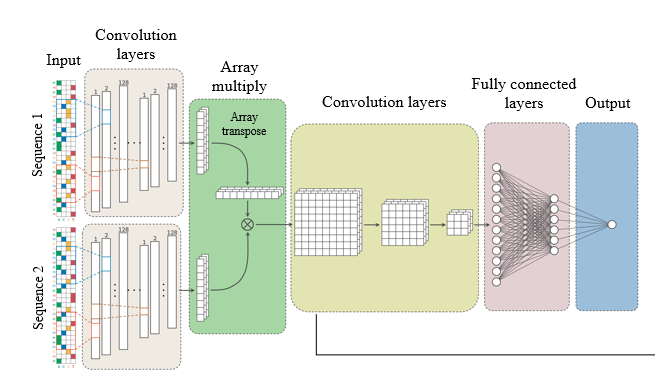 Convolution
layers
Input
Array
multiply
Fully connected
layers
Convolution layers
Output
Array
transpose
Sequence 1
1
2
128
1
2
128
Sequence 2
1
2
128
1
2
128